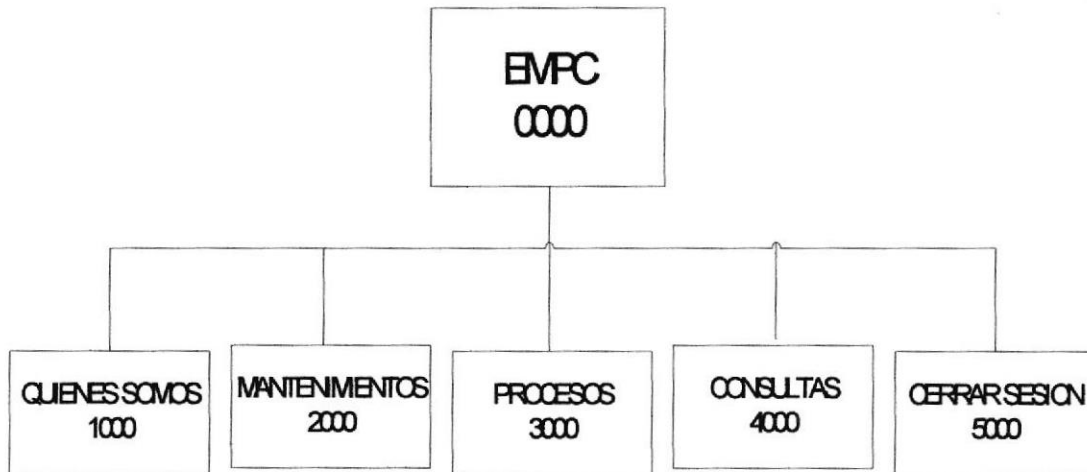 EMPC
0000
QUIENES SOMOS
1000
MANTENIMIENTOS
2000
PROCESOS
3000
CONSULTAS
4000
CERRAR SESION
5000